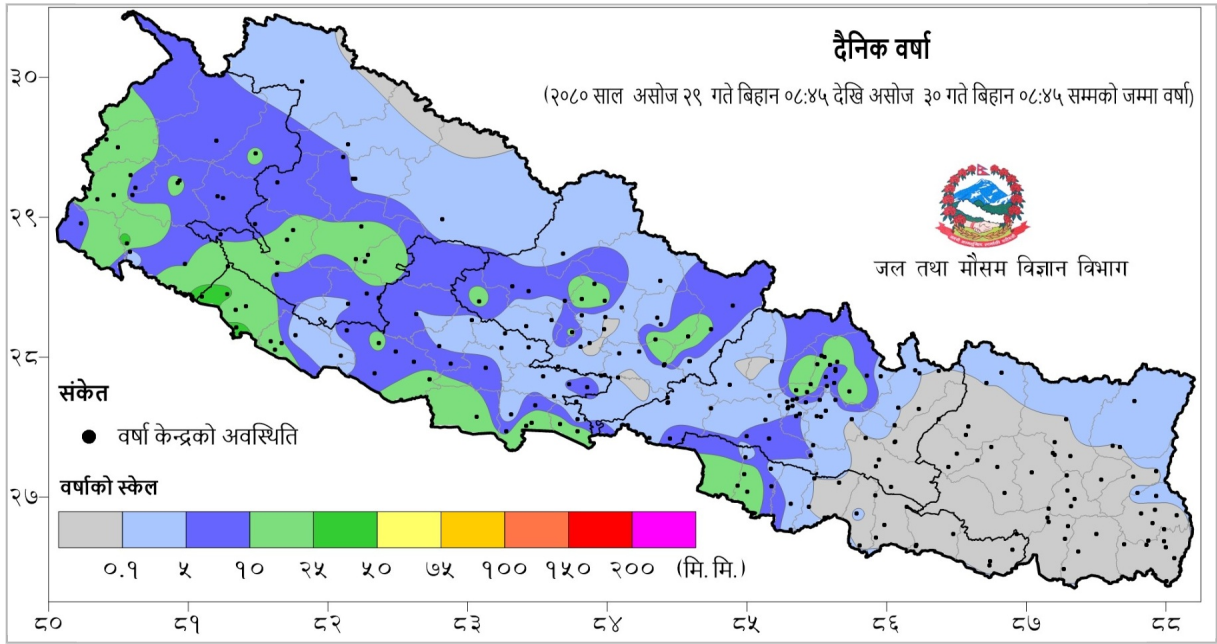 दैनिक वर्षा
(२०८० साल असोज २९ गते बिहान ०८:४५ देखि असोज ३० गते बिहान ०८:४५ सम्मको जम्मा वर्षा)
जल तथा मौसम विज्ञान विभाग
३०
२९
२८
२७
संकेत
वर्षा केन्द्रको अवस्थिति
वर्षाको स्केल
०.१ ५ १० २५ ५० ७५ १०० १५० २०० (मि.मि.)
८० ८१ ८२ ८३ ८४ ८५ ८६ ८७ ८८